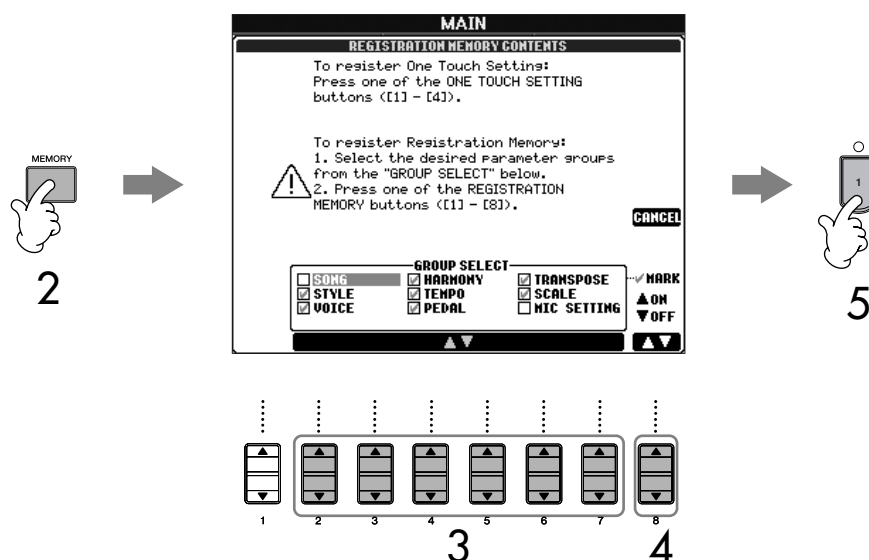 MAIN
REGISTRATION MEMORY CONTENTS
To register One Touch Setting:
Press one of the ONE TOUCH SETTING
buttons ([1] - [4]).
To register Registration Memory:
1. Select the desired parameter groups
from the "GROUP SELECT" below.
2. Press one of the REGISTRATION
MEMORY buttons ([1] - [8]).
CANCEL
MEMORY
2
1
5
GROUP SELECT
SONG HARMONY TRANSPOSE MARK
STYLE TEMPO SCALE ▲ON
VOICE PEDAL MIC SETTING ▼OFF
▲▼ ▲▼
1 2 3 4 5 6 7 8
3 4